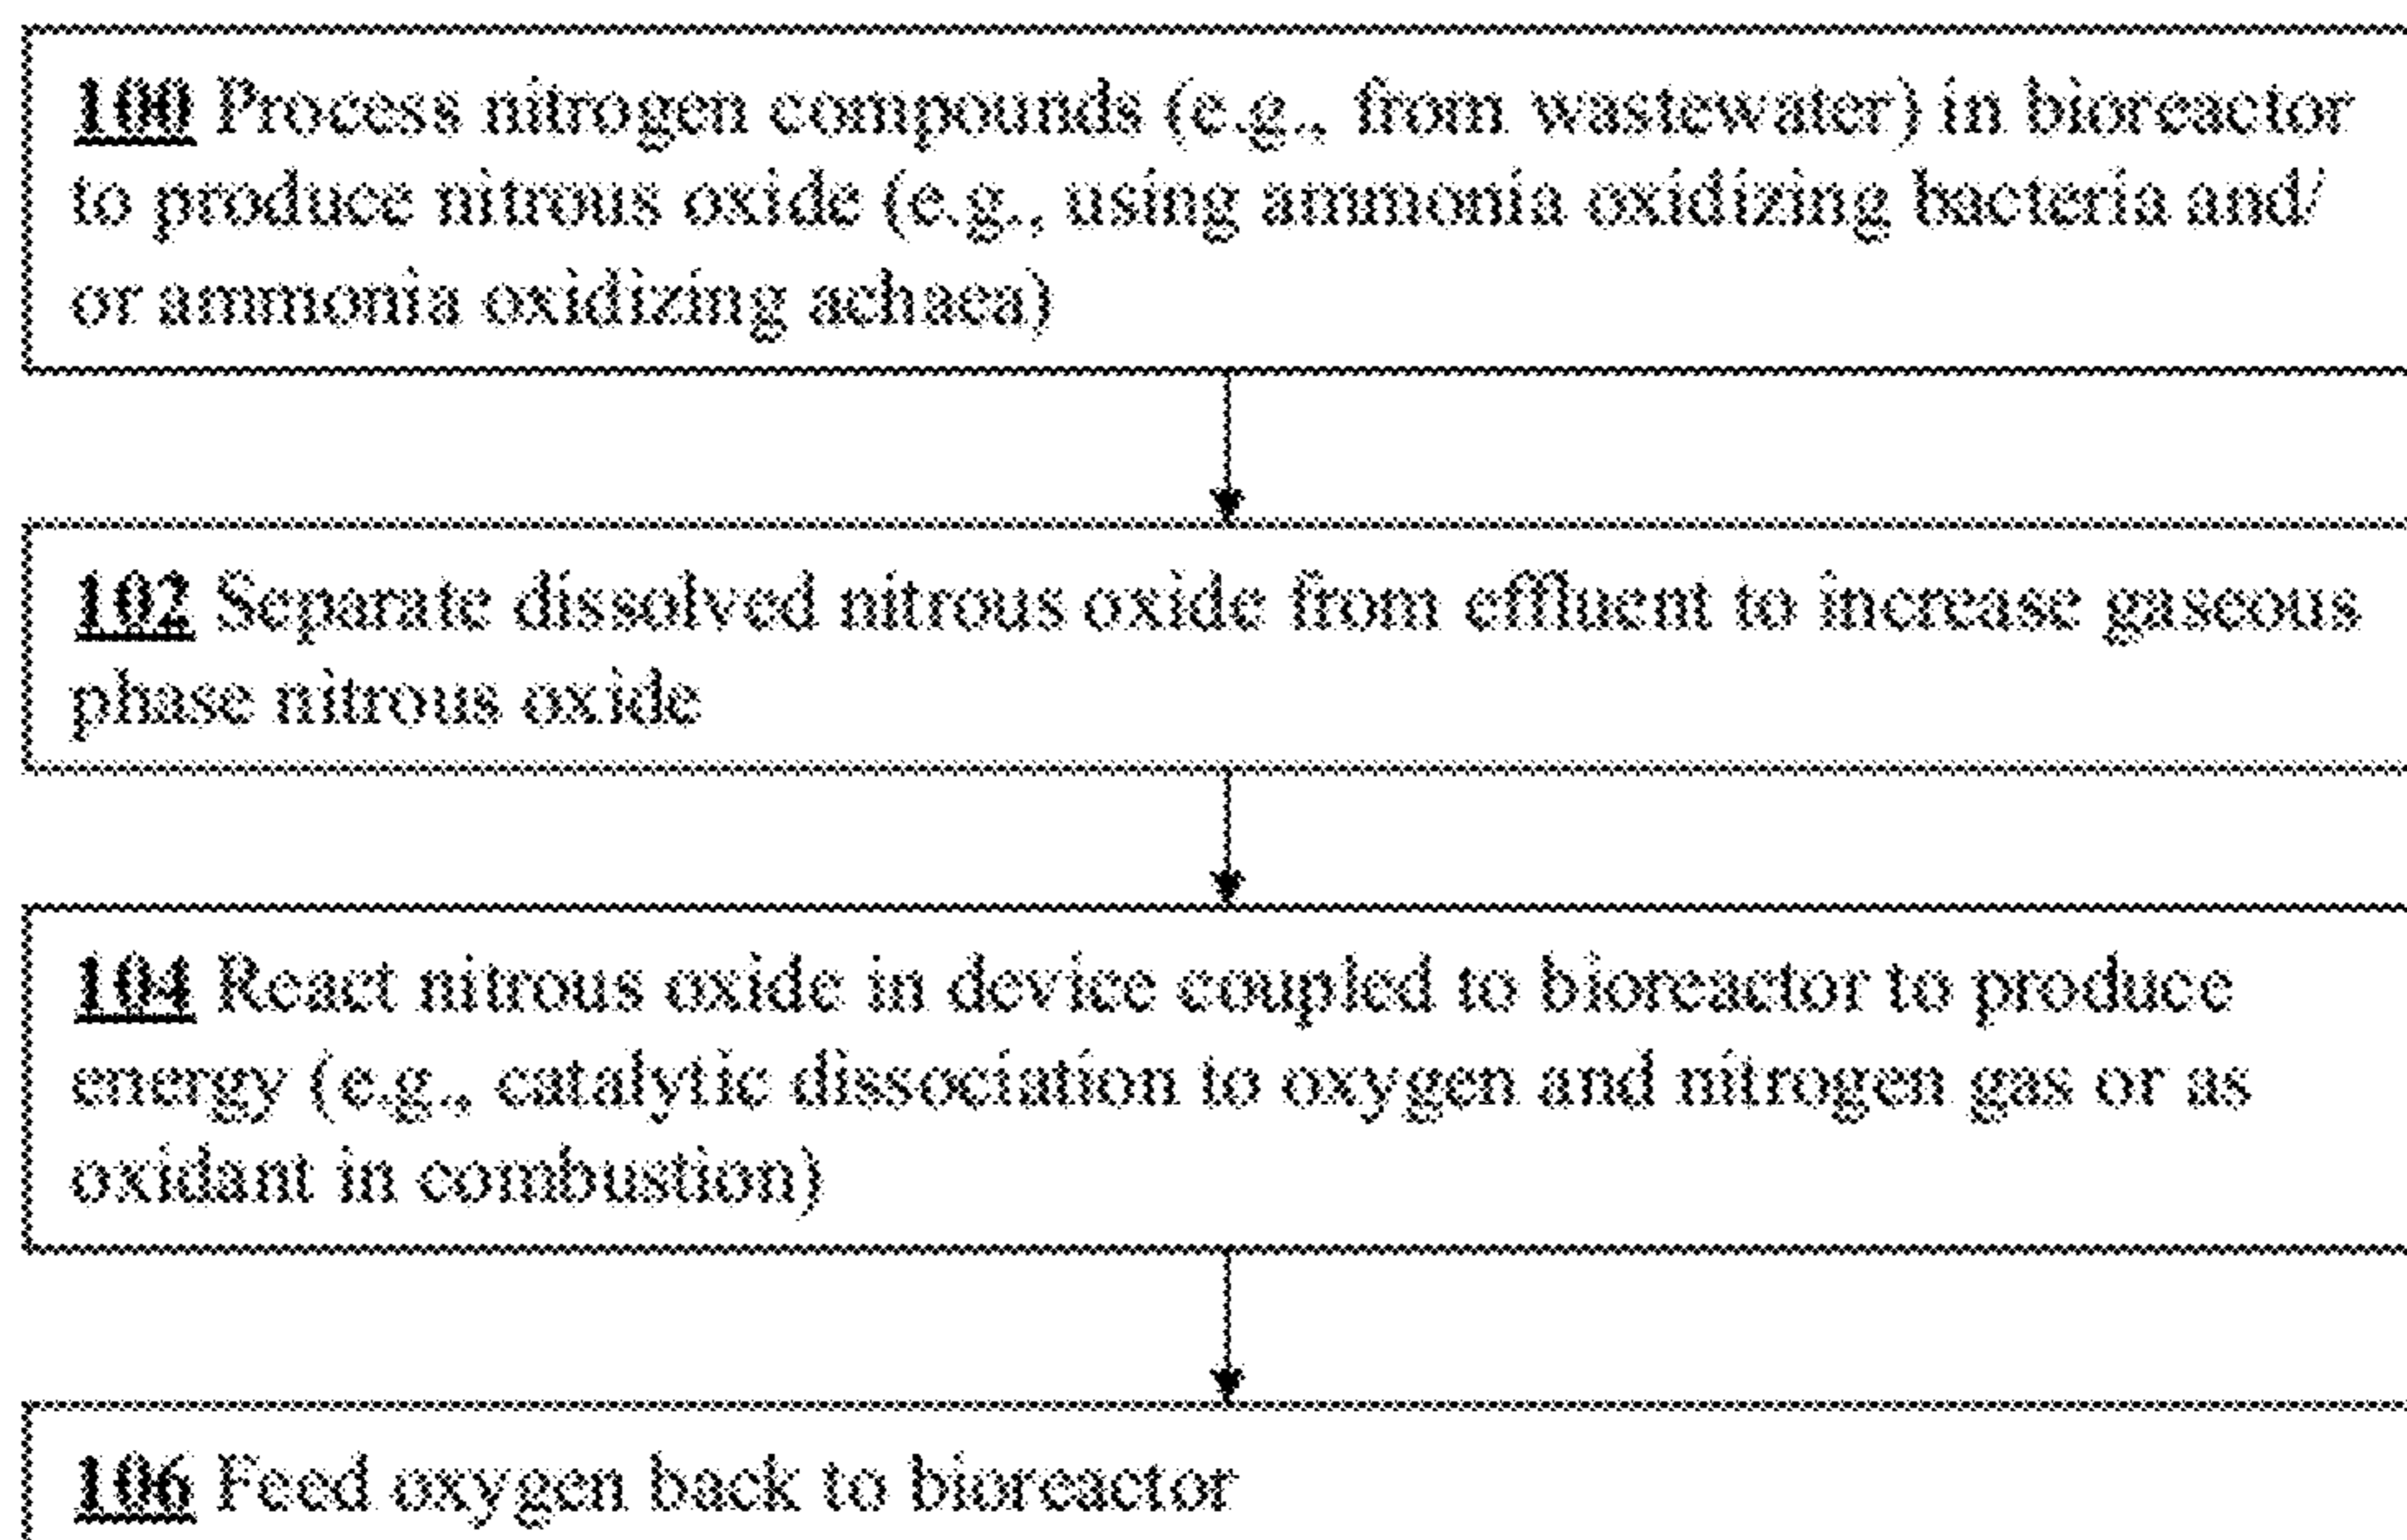 100 Process nitrogen compounds (e.g., from wastewater) in bioreactor
to produce nitrous oxide (e.g., using ammonia oxidizing bacteria and/
or ammonia oxidizing achaea)
102 Separate dissolved nitrous oxide from effluent to increase gaseous
phase nitrous oxide
104 React nitrous oxide in device coupled to bioreactor to produce
energy (e.g., catalytic dissociation to oxygen and nitrogen gas or as
oxidant in combustion)
106 Feed oxygen back to bioreactor